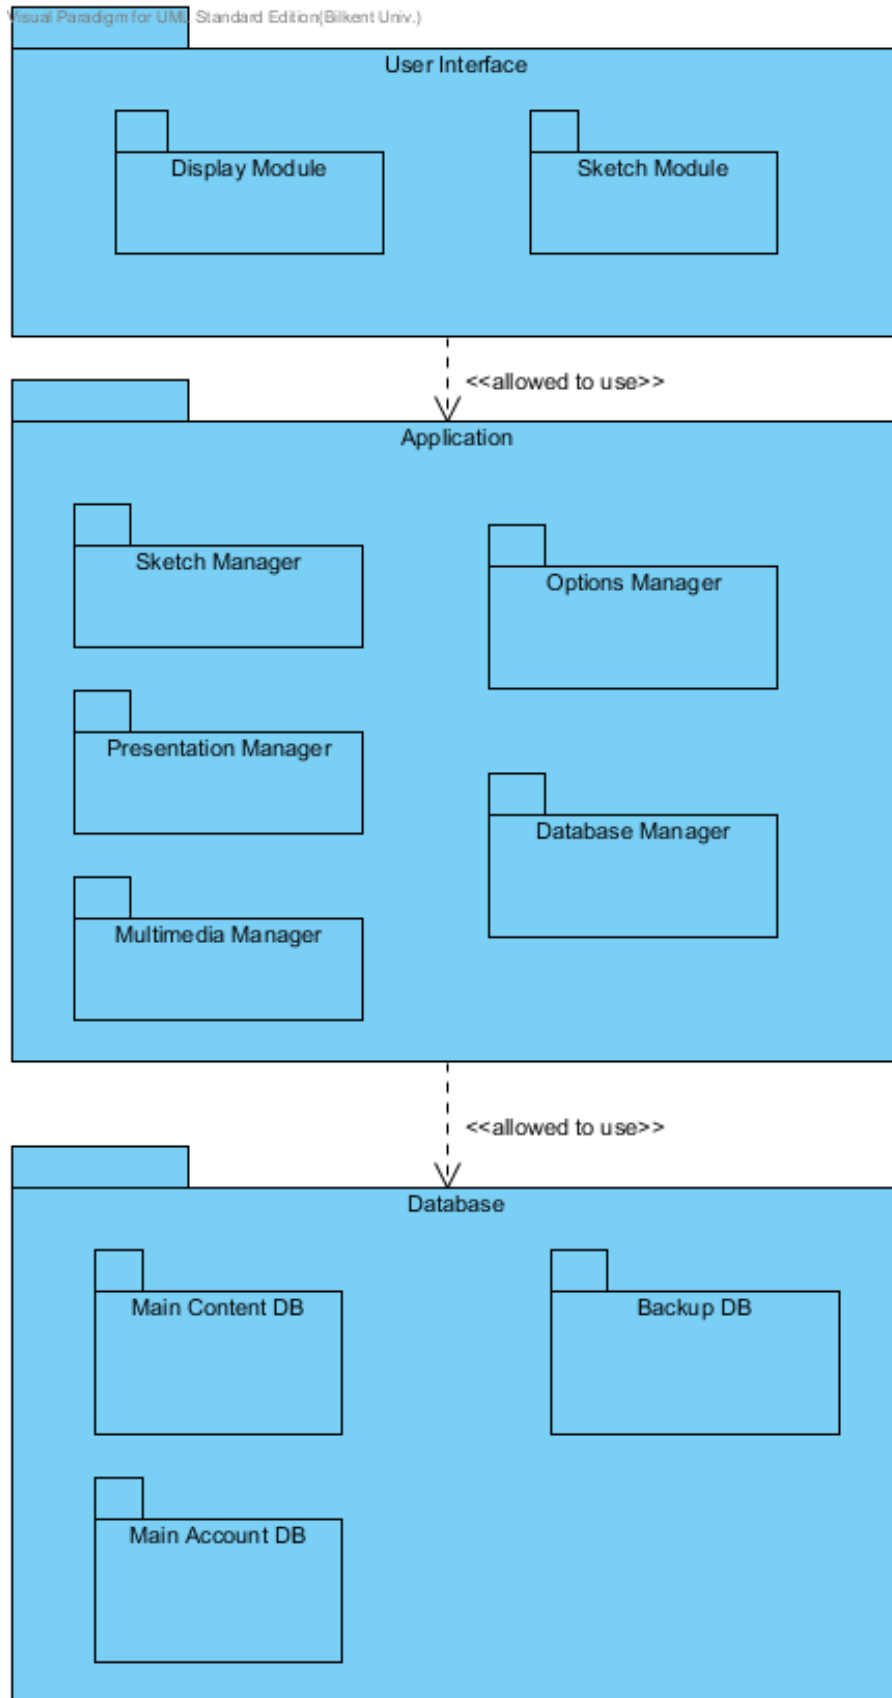 Visual Paradigm for UML Standard Edition(Bilkent Univ.)
User Interface
Display Module
Sketch Module
<<allowed to use>>
Application
Sketch Manager
Options Manager
Presentation Manager
Database Manager
Multimedia Manager
<<allowed to use>>
Database
Main Content DB
Backup DB
Main Account DB